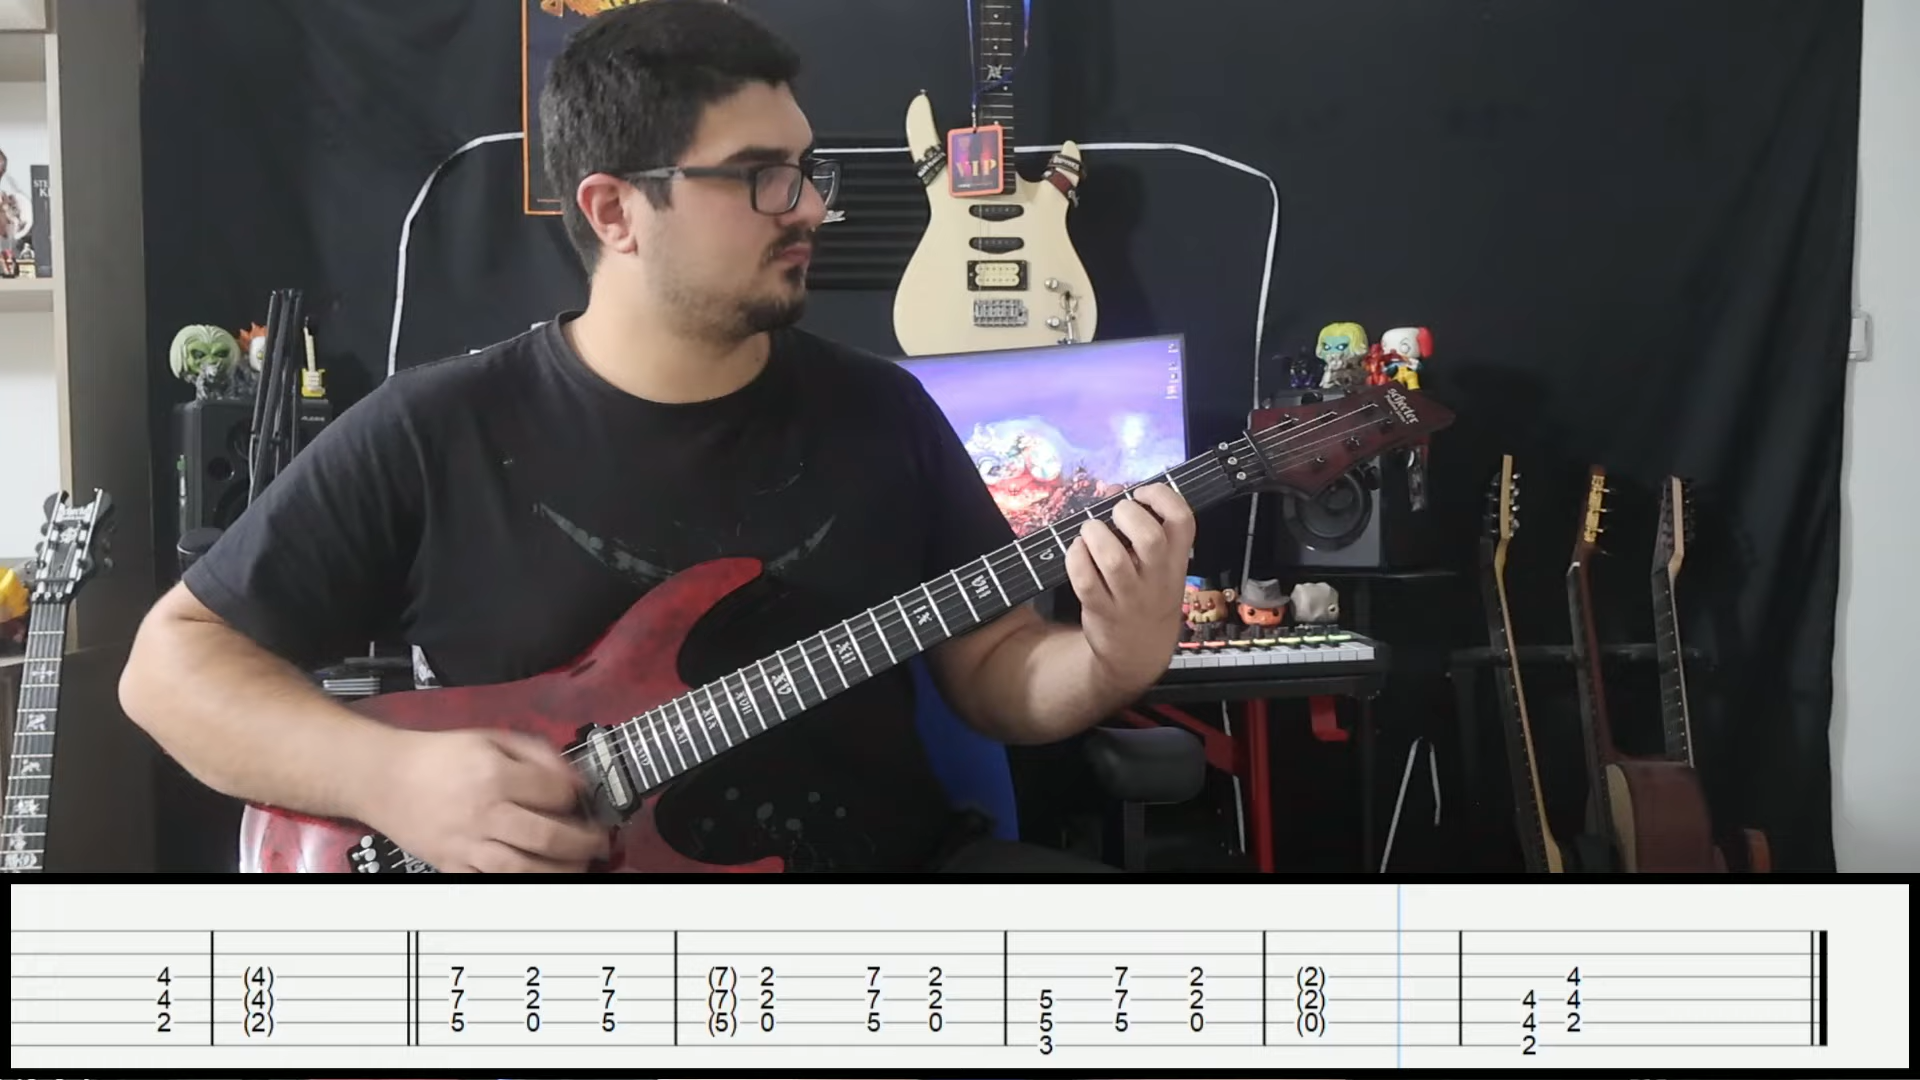 VIP
STE
K
schecter
4 (4) 7 2 7 (7) 2 7 2 7 2 (2) 4
4 (4) 7 2 7 (7) 2 7 2 5 7 2 (2) 4 4
2 (2) 5 0 5 (5) 0 5 0 5 5 0 (0) 4 2
3 2